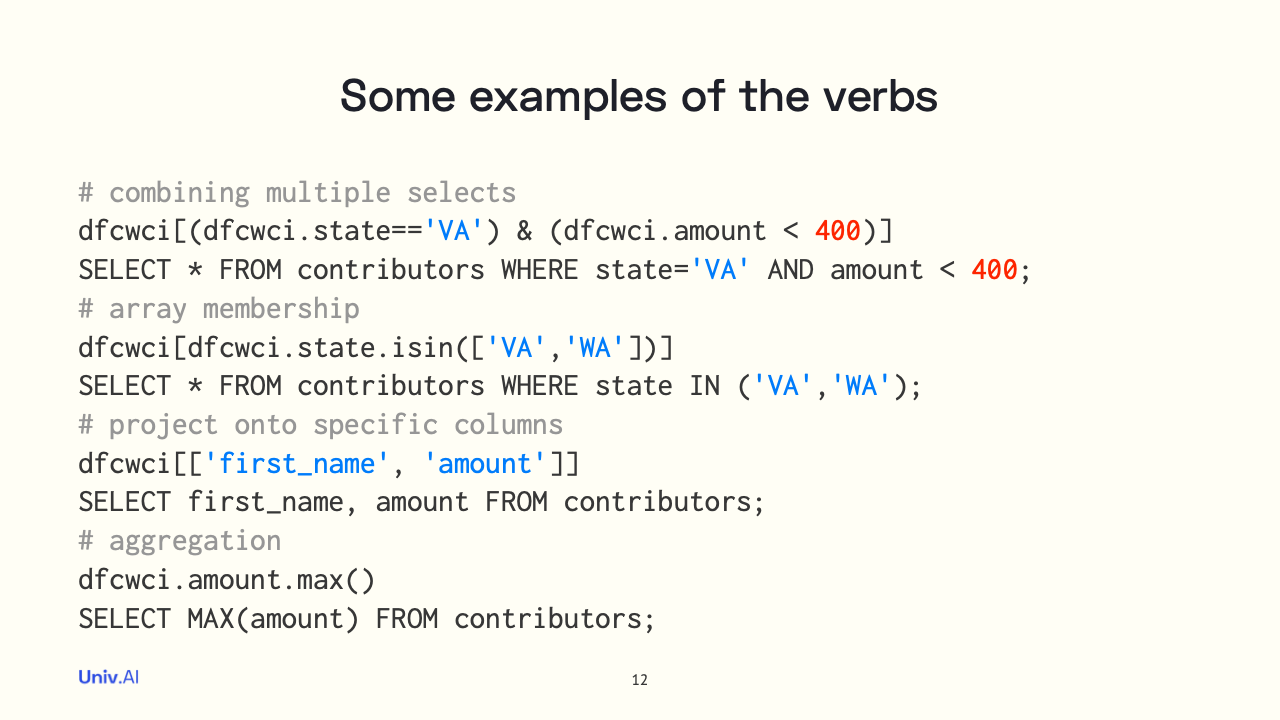 Some examples of the verbs
# combining multiple selects
dfcwci[(dfcwci.state=='VA') & (dfcwci.amount < 400)]
SELECT * FROM contributors WHERE state='VA' AND amount < 400;
# array membership
dfcwci[dfcwci.state.isin(['VA','WA'])]
SELECT * FROM contributors WHERE state IN ('VA','WA');
# project onto specific columns
dfcwci[['first_name', 'amount']]
SELECT first_name, amount FROM contributors;
# aggregation
dfcwci.amount.max()
SELECT MAX(amount) FROM contributors;
Univ.AI
12